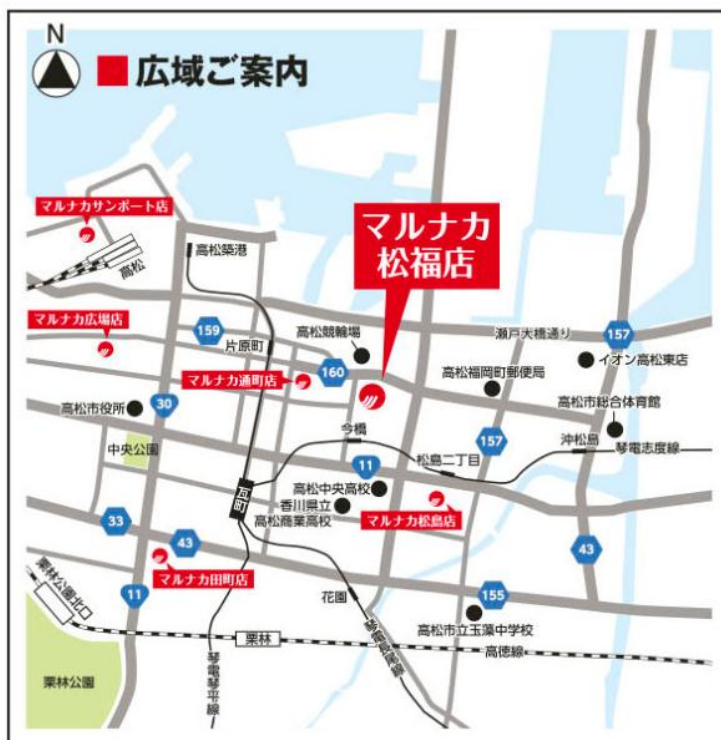 N
広域ご案内
マルナカサンポート店
高松
高松築港
マルナカ
松福店
マルナカ広場店
159
片原町
高松競輪場
瀬戸大橋通り
157
イオン高松東店
マルナカ通町店
160
高松福岡町郵便局
高松市役所
30
高松市総合体育館
中央公園
今橋
11
松島二丁目
157
沖松島
琴電志度線
瓦町
高松中央高校
香川県立
高松商業高校
マルナカ松島店
33
43
マルナカ田町店
43
栗林公園北口
11
花園
155
高松市立玉藻中学校
栗林
琴電長尾線
高徳線
栗林公園
琴電琴平線